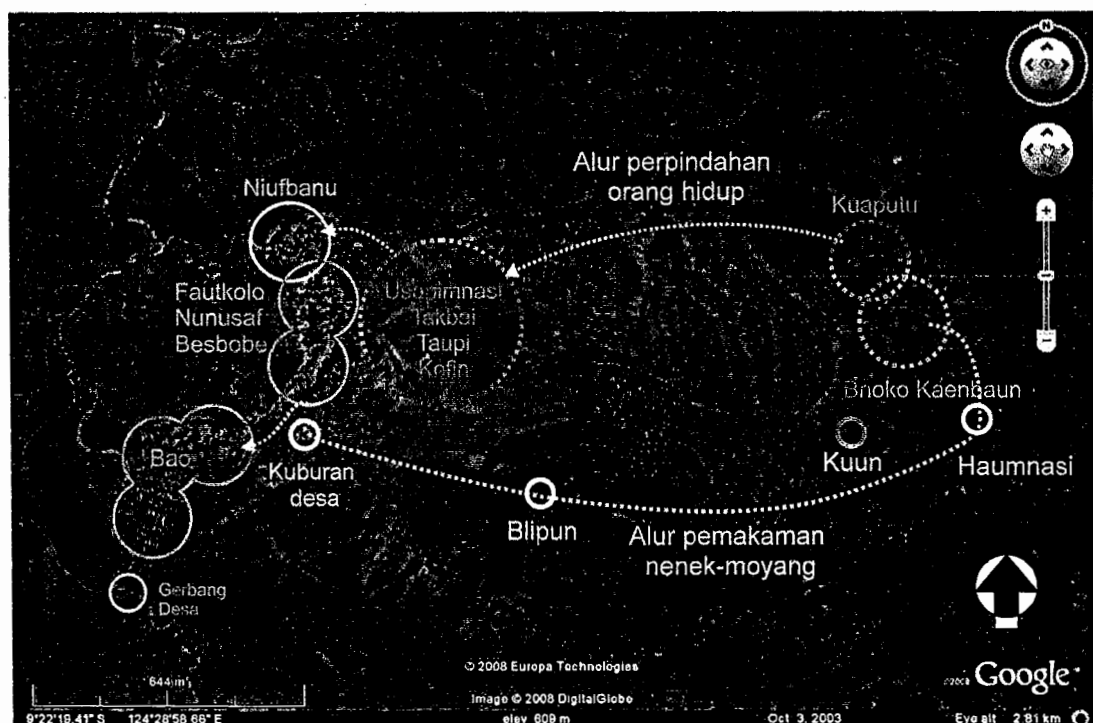 N
Alur perpindahan
orang hidup
Niufbanu
Kuaputu
Fautkolo
Nunusaf
Besbobe
Usapimnasi
Takboi
Taupi
Kofin
Bnoko Kaenbaun
Bao
Kuburan
desa
Kuun
Haumnasi
Blipun
Alur pemakaman
nenek-moyang
Gerbang
Desa
© 2008 Europa Technologies
Image © 2008 DigitalGlobe
©2008 Google
644 m
9°22'19.41" S 124°28'58.66" E elev 609 m Oct 3, 2003 Eye alt 2.81 km